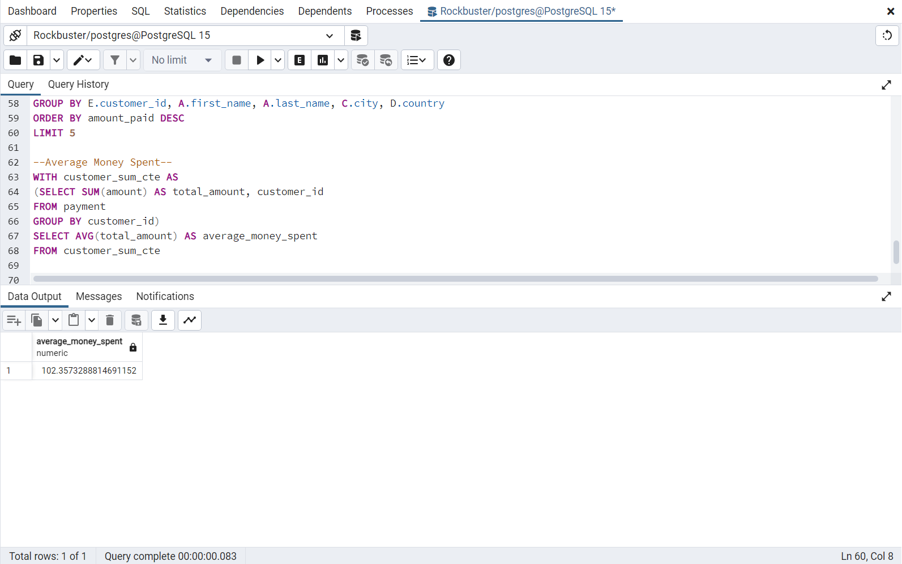 Dashboard Properties SQL Statistics Dependencies Dependents Processes Rockbuster/postgres@PostgreSQL 15*
Rockbuster/postgres@PostgreSQL 15
No limit E
Query Query History
58 GROUP BY E.customer_id, A.first_name, A.last_name, C.city, D.country
59 ORDER BY amount_paid DESC
60 LIMIT 5
61
62 --Average Money Spent--
63 WITH customer_sum_cte AS
64 (SELECT SUM(amount) AS total_amount, customer_id
65 FROM payment
66 GROUP BY customer_id)
67 SELECT AVG(total_amount) AS average_money_spent
68 FROM customer_sum_cte
69
70
Data Output Messages Notifications
average_money_spent
numeric
1 102.3573288814691152
Total rows: 1 of 1 Query complete 00:00:00.083 Ln 60, Col 8